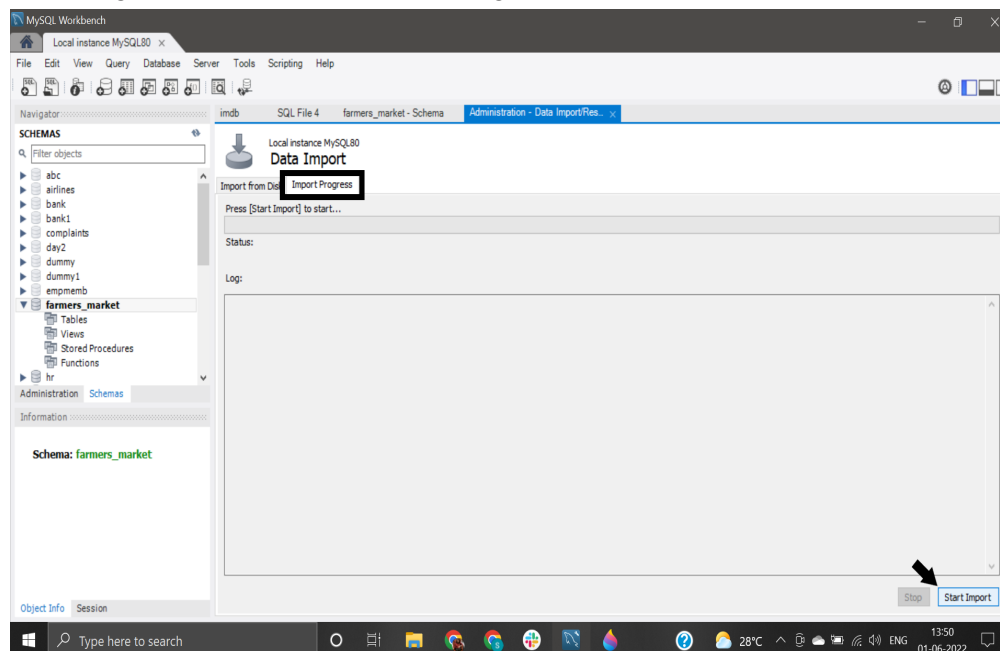 MySQL Workbench
Local instance MySQL80
File Edit View Query Database Server Tools Scripting Help
Navigator
SCHEMAS
Filter objects
abc
airlines
bank
bank1
complaints
day2
dummy
dummy1
empmemb
farmers_market
Tables
Views
Stored Procedures
Functions
hr
Administration Schemas
Information
Schema: farmers_market
Object Info Session
imdb SQL File 4 farmers_market - Schema Administration - Data Import/Res..
Local instance MySQL80
Data Import
Import from Dis Import Progress
Press [Start Import] to start...
Status:
Log:
Stop Start Import
Type here to search
28°C ENG 13:50
01-06-2022